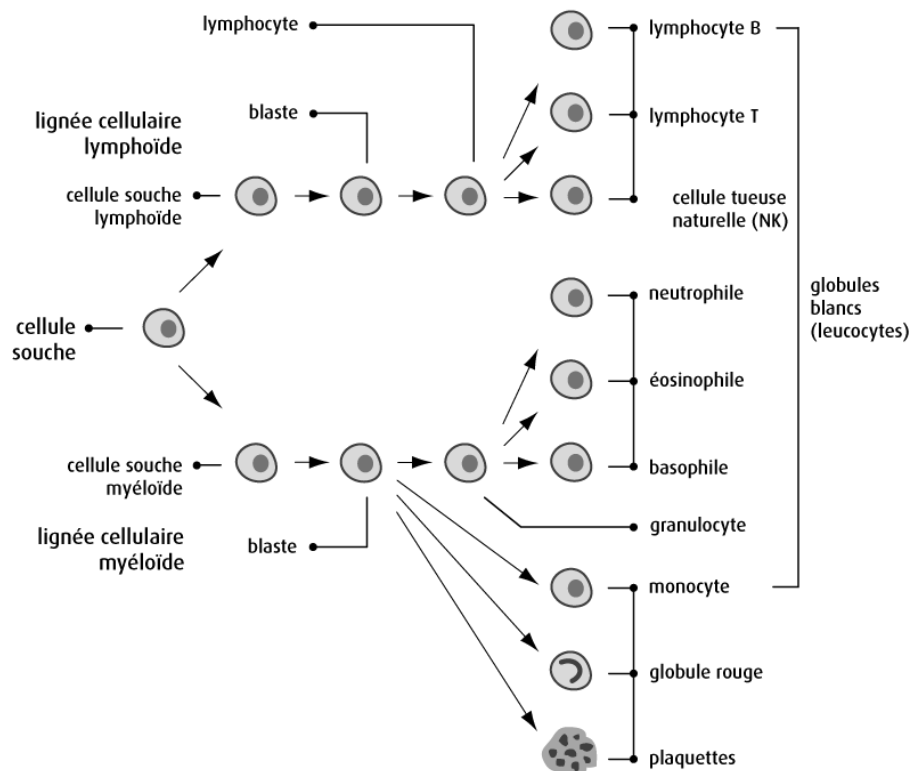 lymphocyte
lymphocyte B
blaste
lymphocyte T
lignée cellulaire
lymphoïde
cellule souche
lymphoïde
cellule tueuse
naturelle (NK)
cellule
souche
neutrophile
globules
blancs
(leucocytes)
éosinophile
cellule souche
myéloïde
basophile
lignée cellulaire
myéloïde
blaste
granulocyte
monocyte
globule rouge
plaquettes